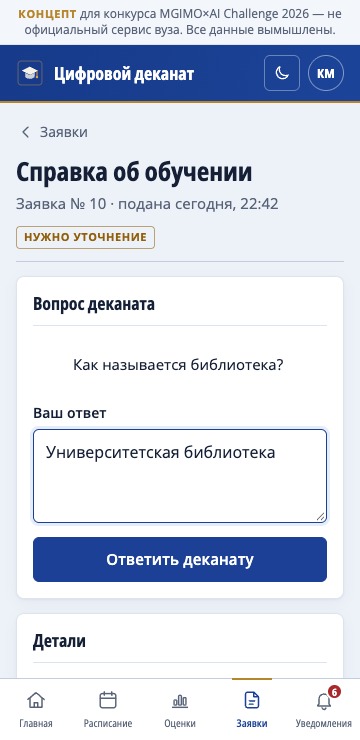 КОНЦЕПТ для конкурса MGIMO×AI Challenge 2026 — не
официальный сервис вуза. Все данные вымышлены.
Цифровой деканат
КМ
Заявки
Справка об обучении
Заявка № 10 · подана сегодня, 22:42
НУЖНО УТОЧНЕНИЕ
Вопрос деканата
Как называется библиотека?
Ваш ответ
Университетская библиотека
Ответить деканату
Детали
6
Главная Расписание Оценки Заявки Уведомления